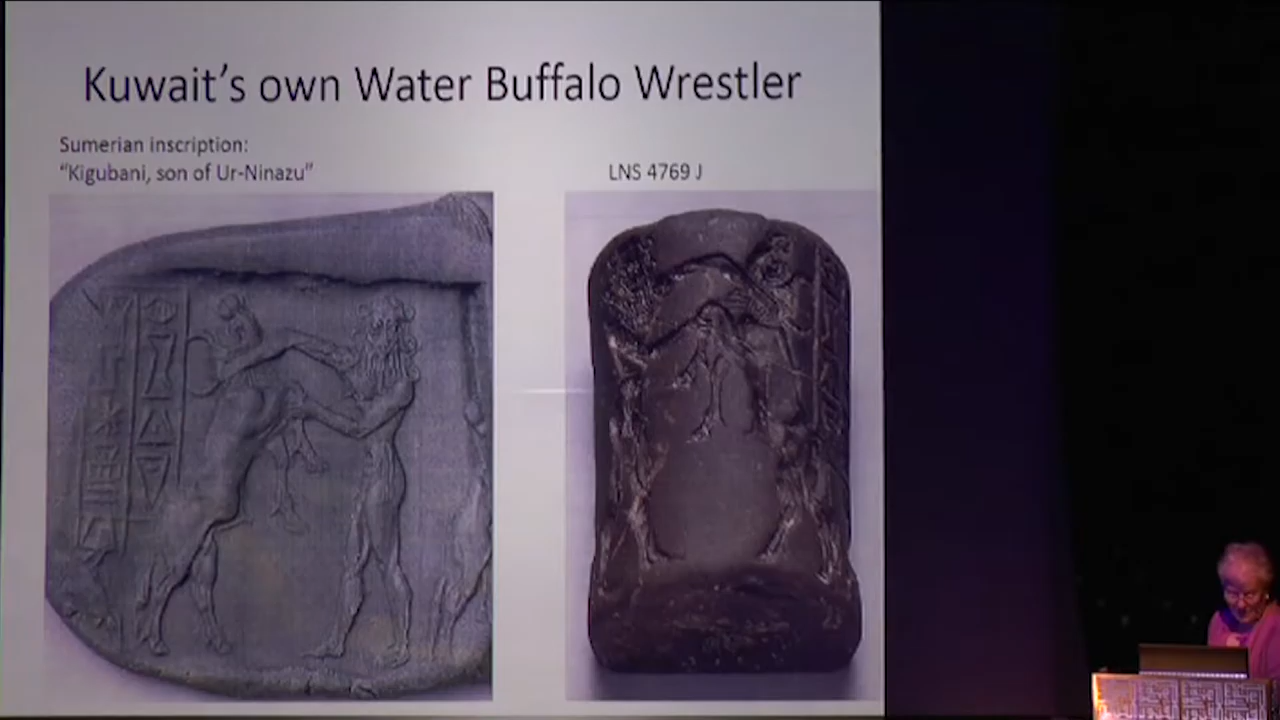 Kuwait's own Water Buffalo Wrestler
Sumerian inscription:
“Kigubani, son of Ur-Ninazu”
LNS 4769 J